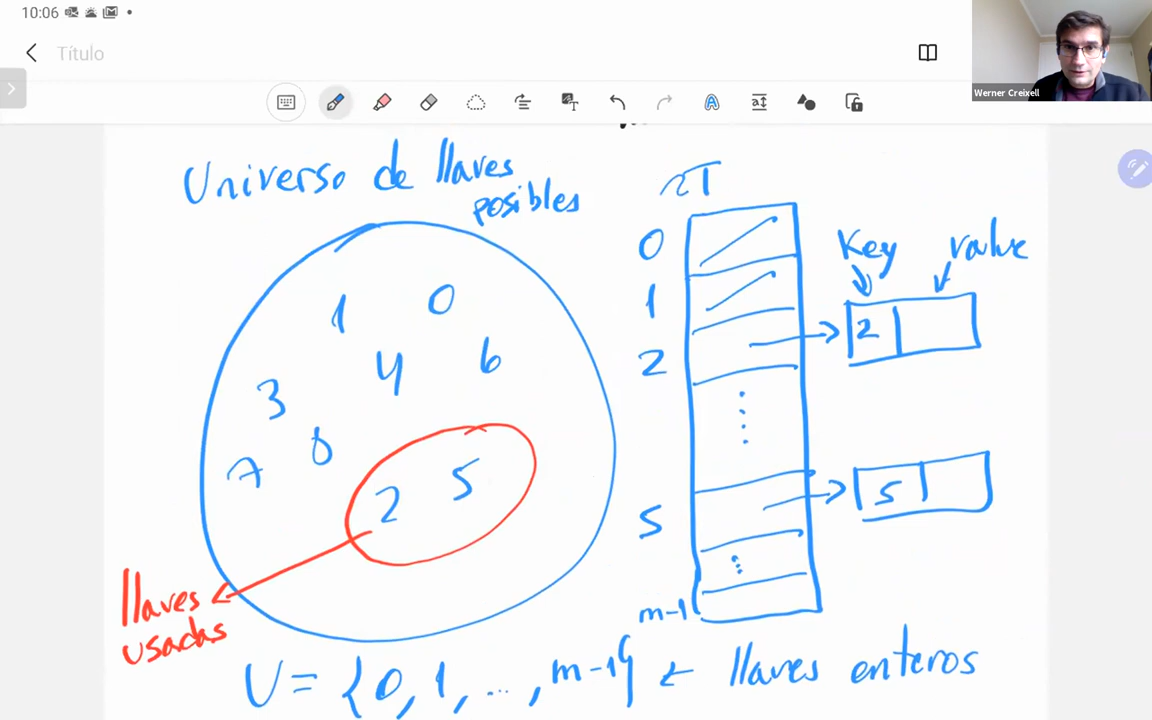 10:06
Título
Werner Creixell
Universo de llaves
posibles
T
0
1
2
5
m-1
Key value
2
5
1 0
4 6
3
0
7
2 5
llaves
usadas
U = {0, 1, ..., m-1} ← llaves enteros